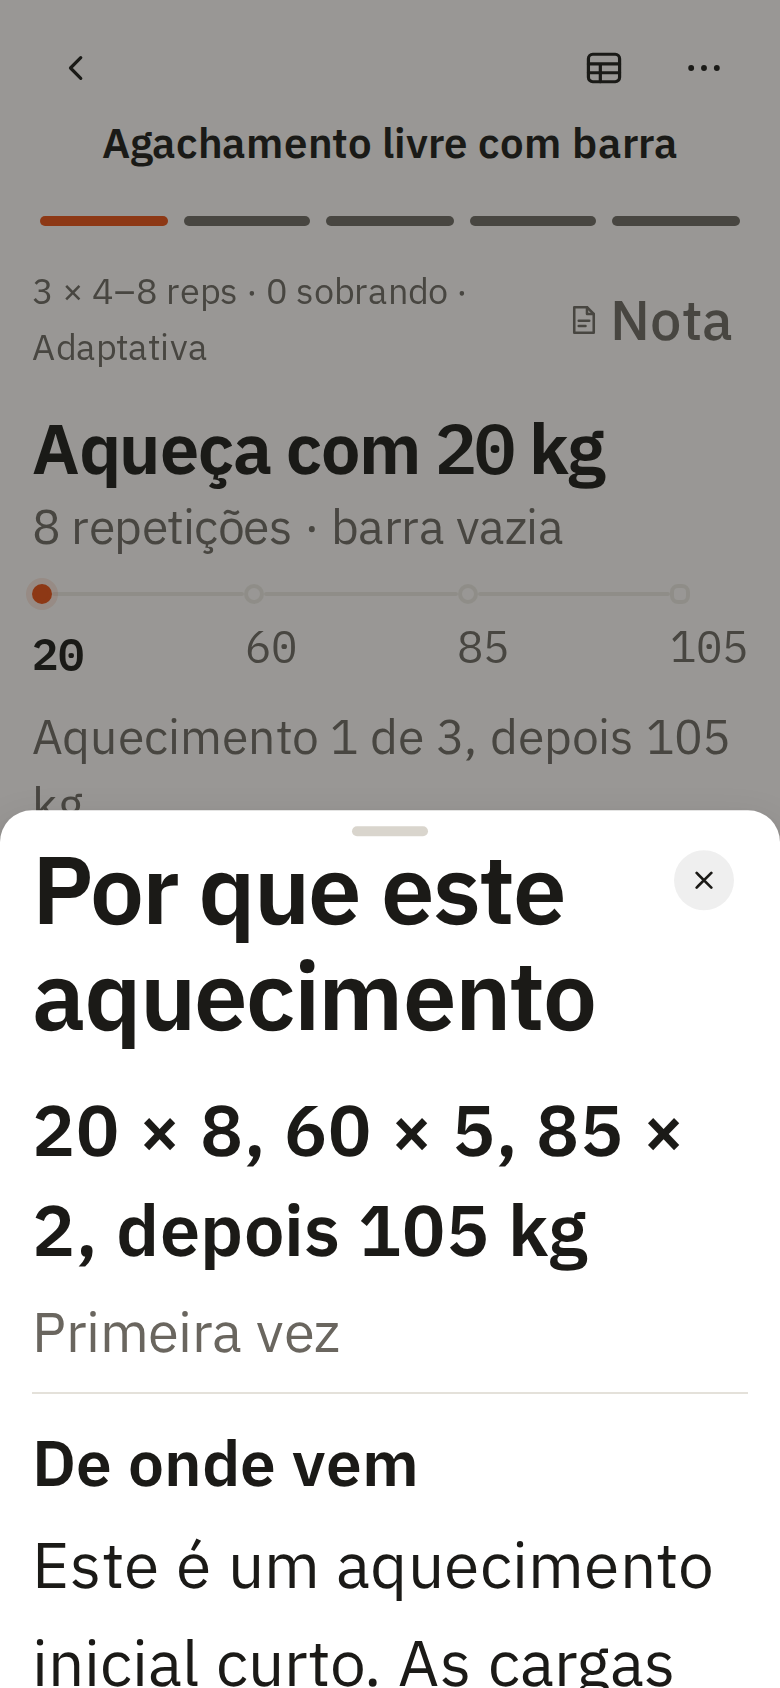 Agachamento livre com barra
3 × 4–8 reps · 0 sobrando ·
Adaptativa
Nota
Aqueça com 20 kg
8 repetições · barra vazia
20 60 85 105
Aquecimento 1 de 3, depois 105
kg
Por que este
aquecimento
20 × 8, 60 × 5, 85 ×
2, depois 105 kg
Primeira vez
De onde vem
Este é um aquecimento
inicial curto. As cargas